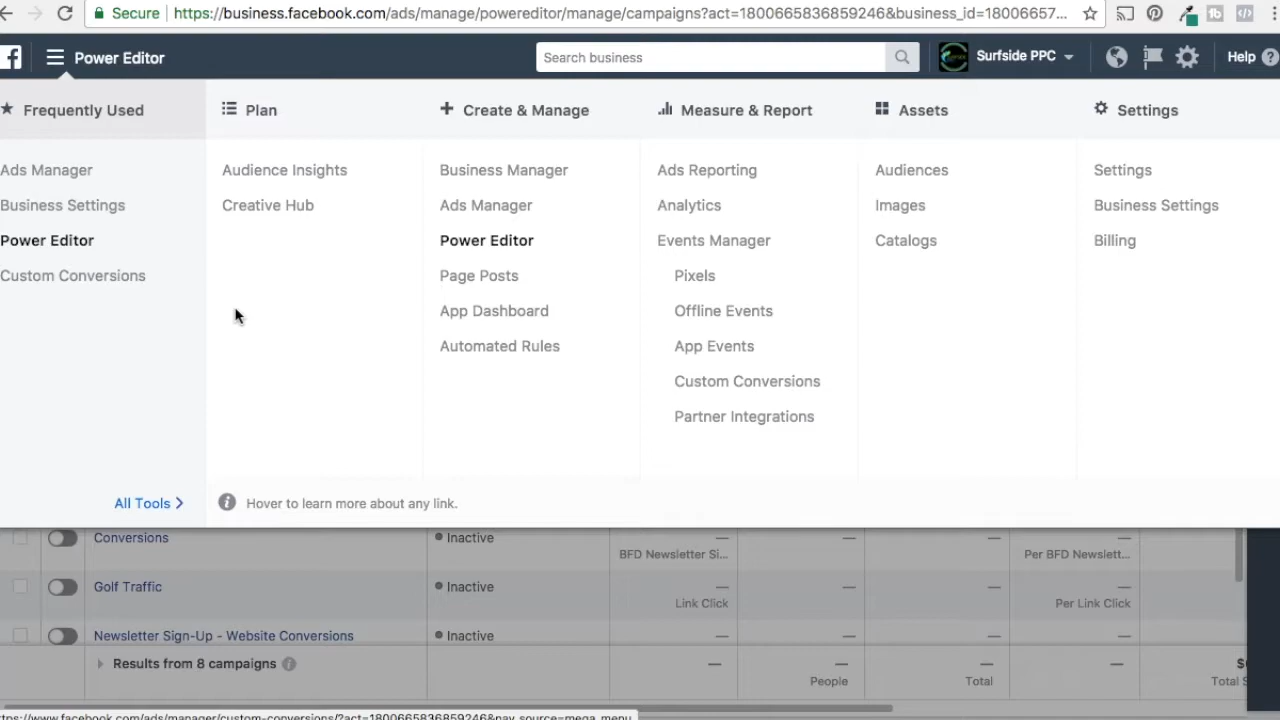 Secure
https://business.facebook.com/ads/manage/powereditor/manage/campaigns?act=1800665836859246&business_id=18006657...
Power Editor
Search business
Surfside PPC
Help
Frequently Used
Ads Manager
Business Settings
Power Editor
Custom Conversions
All Tools
Plan
Audience Insights
Creative Hub
Create & Manage
Business Manager
Ads Manager
Power Editor
Page Posts
App Dashboard
Automated Rules
Measure & Report
Ads Reporting
Analytics
Events Manager
Pixels
Offline Events
App Events
Custom Conversions
Partner Integrations
Assets
Audiences
Images
Catalogs
Settings
Settings
Business Settings
Billing
Hover to learn more about any link.
Conversions
Inactive
—
—
—
—
BFD Newsletter Si...
Per BFD Newslett...
Golf Traffic
Inactive
—
—
—
—
Link Click
Per Link Click
Newsletter Sign-Up - Website Conversions
Inactive
—
—
—
—
Results from 8 campaigns
—
—
—
—
People
Total